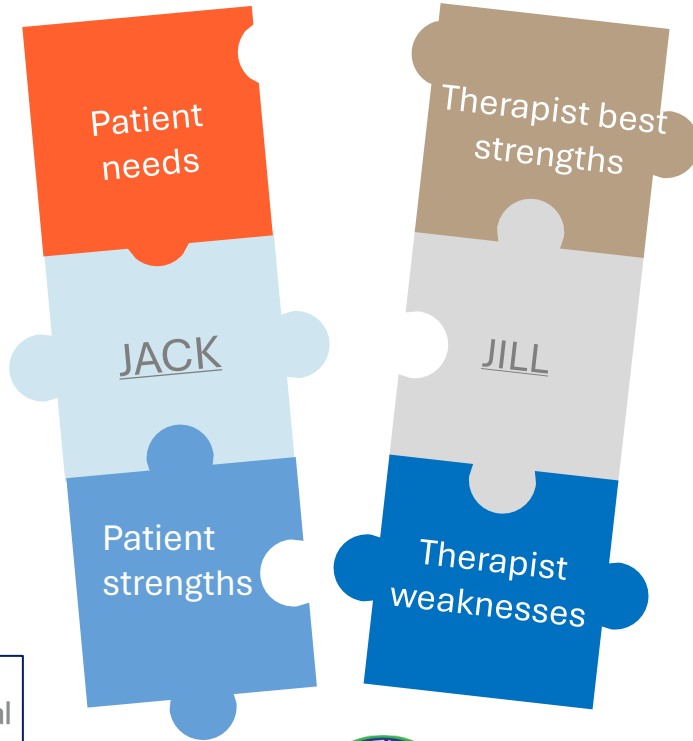 Patient
needs
Therapist best
strengths
JACK
JILL
Patient
strengths
Therapist
weaknesses